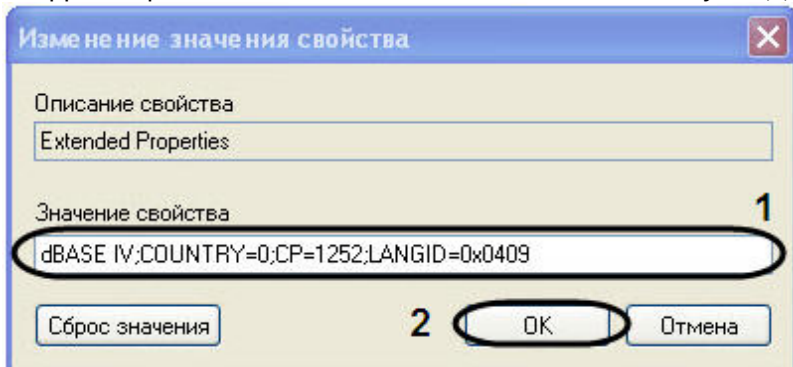 Изменение значения свойства
Описание свойства
Extended Properties
Значение свойства
1
dBASE IV;COUNTRY=0;CP=1252;LANGID=0x0409
Сброс значения 2 OK Отмена